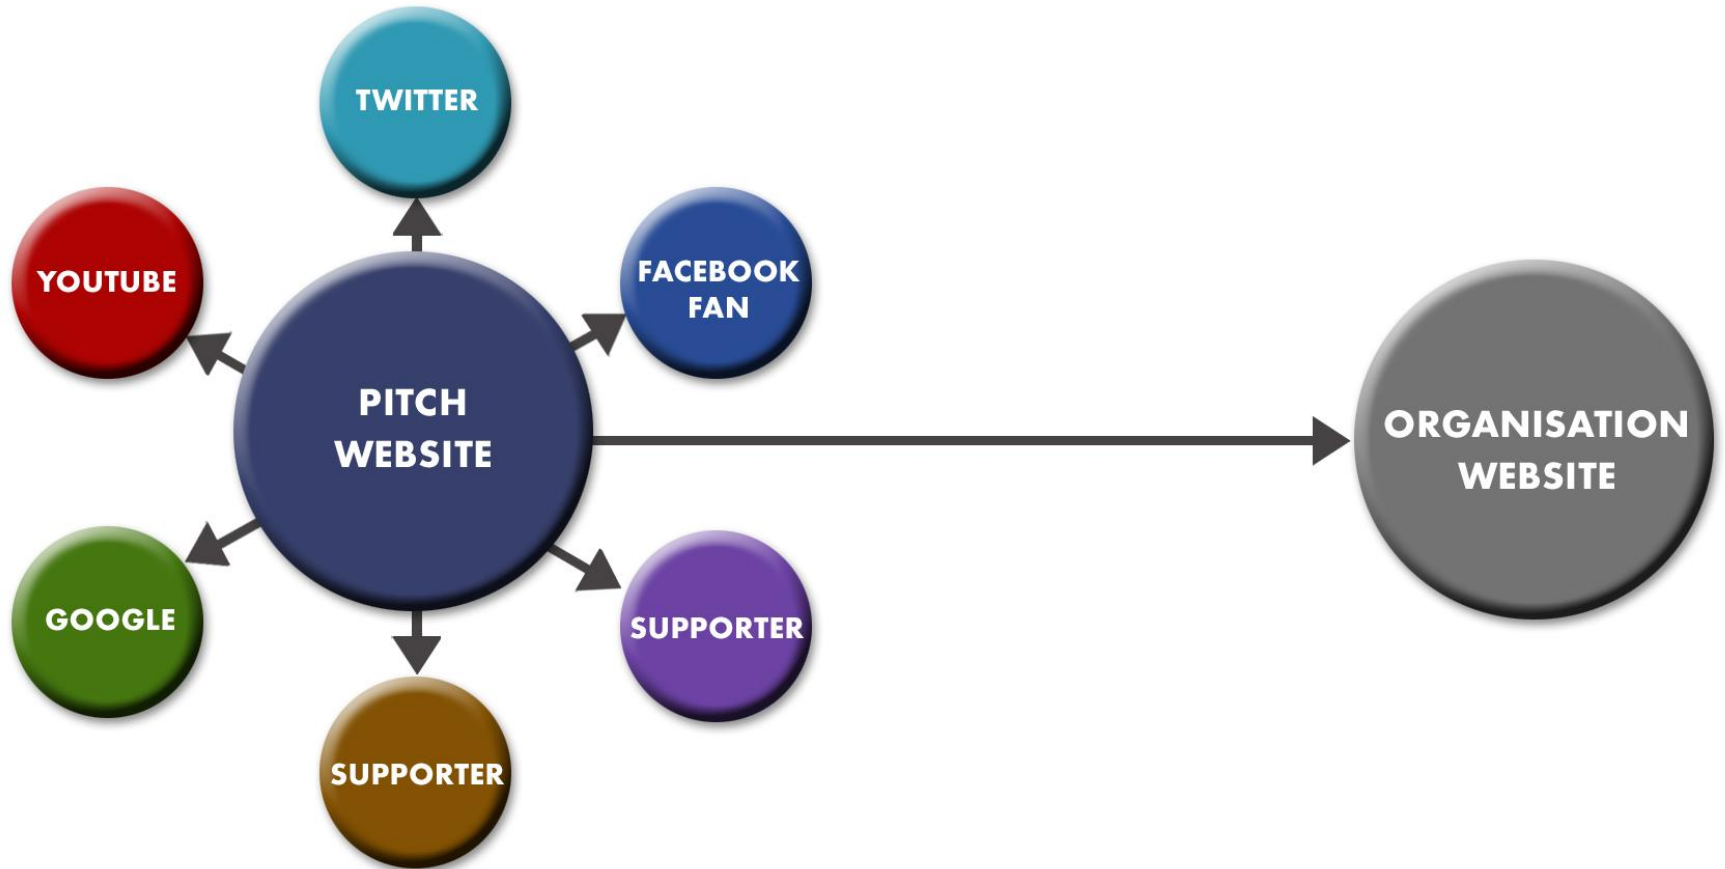 TWITTER
YOUTUBE
FACEBOOK
FAN
PITCH
WEBSITE
ORGANISATION
WEBSITE
GOOGLE
SUPPORTER
SUPPORTER